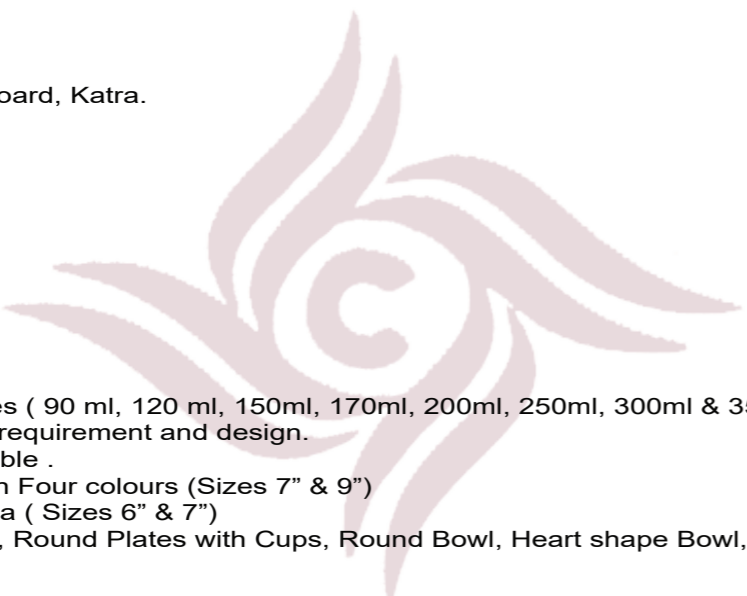 oard, Katra.
es ( 90 ml, 120 ml, 150ml, 170ml, 200ml, 250ml, 300ml & 35
requirement and design.
ble .
n Four colours (Sizes 7” & 9”)
a ( Sizes 6” & 7”)
, Round Plates with Cups, Round Bowl, Heart shape Bowl,
C